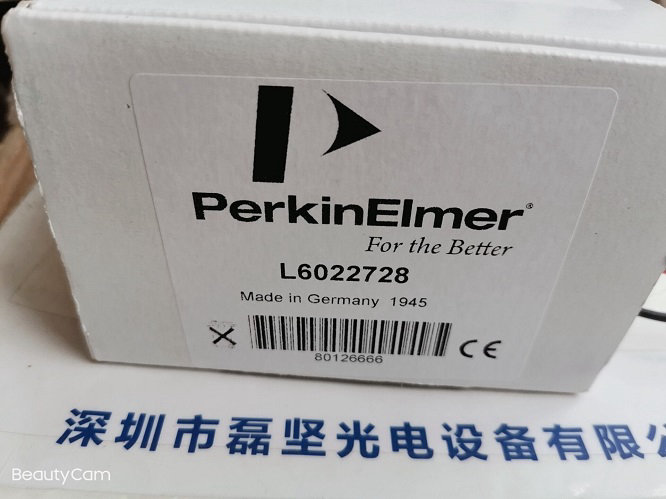 PerkinElmer®
For the Better
L6022728
Made in Germany 1945
80126666
CE
深圳市磊坚光电设备有限
BeautyCam